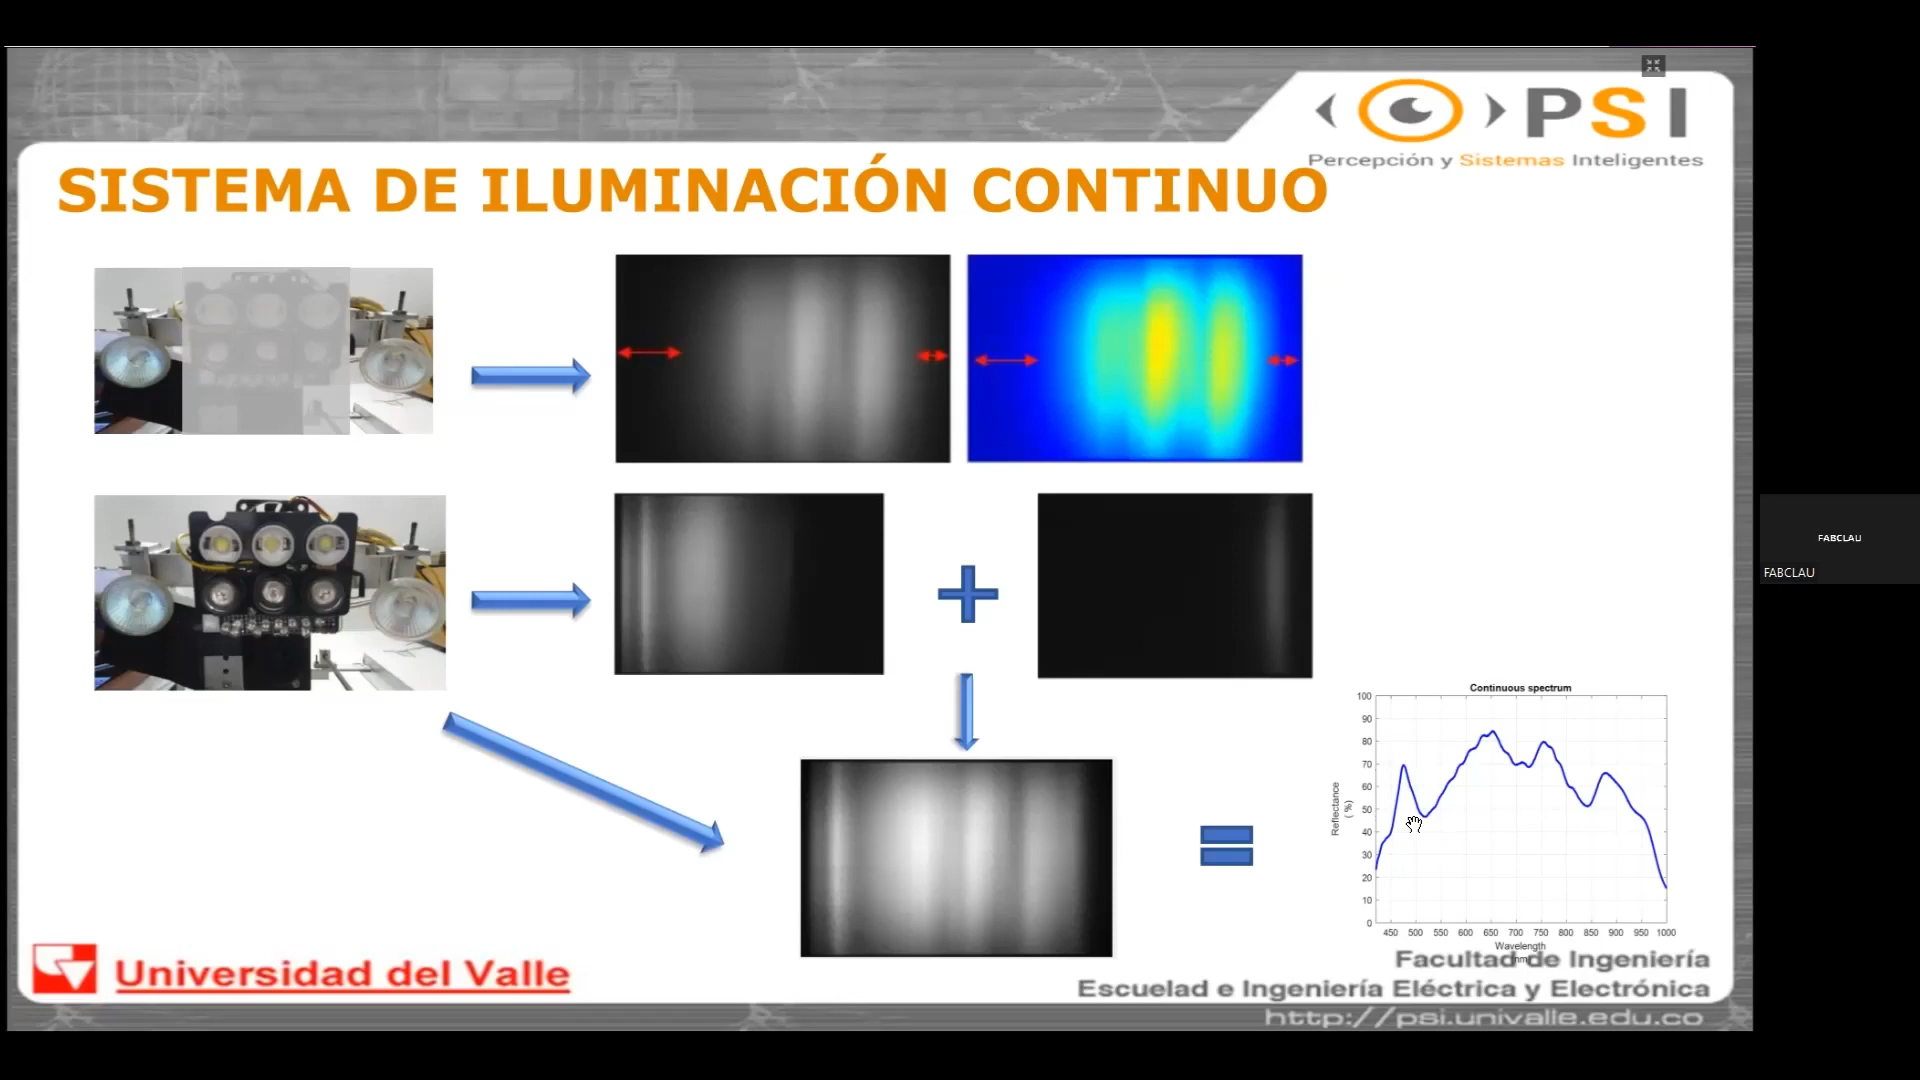 PSI
Percepción y Sistemas Inteligentes
SISTEMA DE ILUMINACIÓN CONTINUO
FABCLAU
FABCLAU
Continuous spectrum
100
90
80
70
60
50
40
30
20
10
0
Reflectance
(%)
450 500 550 600 650 700 750 800 850 900 950 1000
Wavelength
(nm)
Universidad del Valle
Facultad de Ingeniería
Escuelad e Ingeniería Eléctrica y Electrónica
http://psi.univalle.edu.co